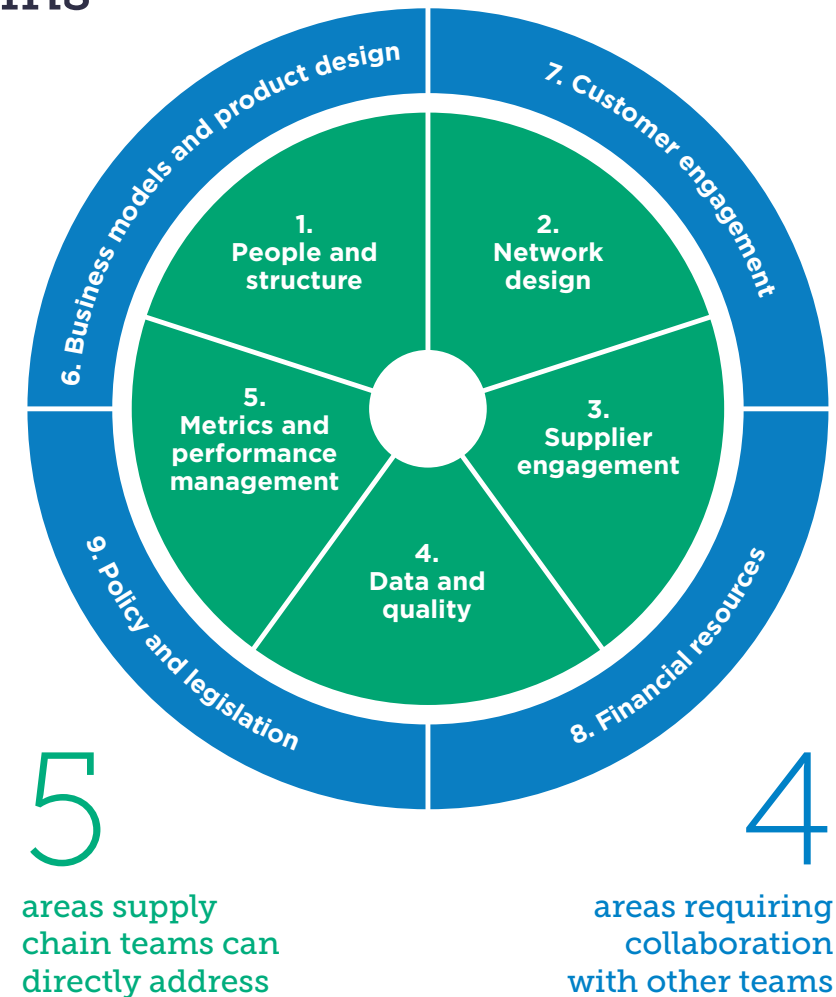 6. Business models and product design
7. Customer engagement
1.
People and
structure
2.
Network
design
5.
Metrics and
performance
management
3.
Supplier
engagement
4.
Data and
quality
9. Policy and legislation
8. Financial resources
5
areas supply
chain teams can
directly address
4
areas requiring
collaboration
with other teams